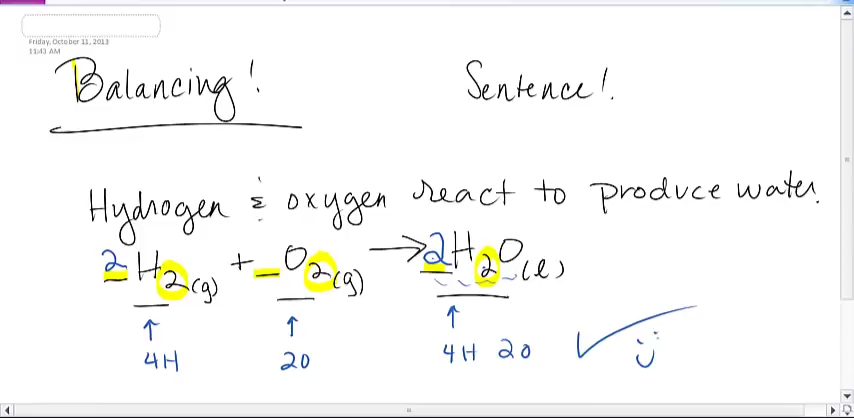 Friday, October 11, 2013
11:43 AM
Balancing! Sentence!
Hydrogen & oxygen react to produce water.
2H2(g) + _O2(g) → 2H2O(l)
↑ ↑ ↑
4H 2O 4H 2O ✓